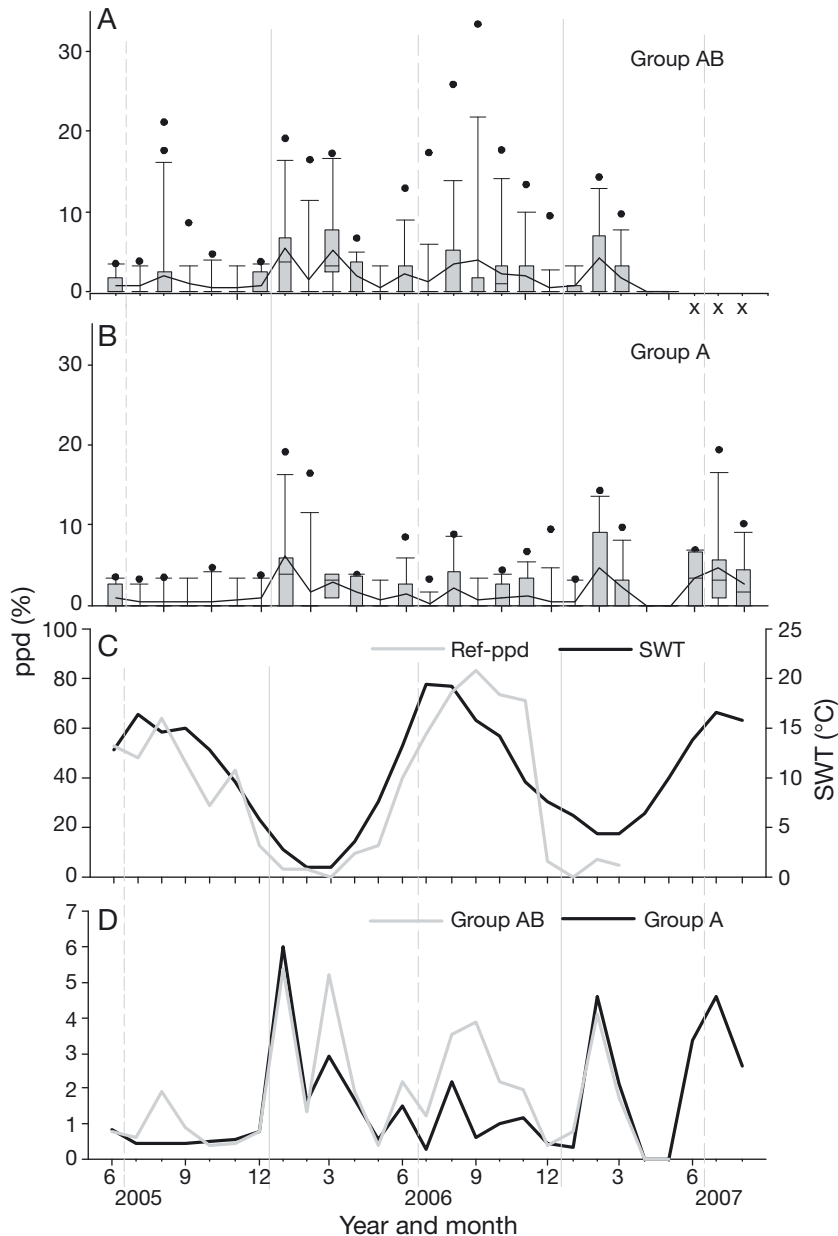 A
Group AB
30
20
10
0
x x x
B
Group A
30
20
10
0
ppd (%)
C
Ref-ppd
SWT
100
80
60
40
20
0
25
20
15
10
5
0
SWT (°C)
D
Group AB
Group A
7
6
5
4
3
2
1
0
6 9 12 3 6 9 12 3 6
2005 2006 2007
Year and month